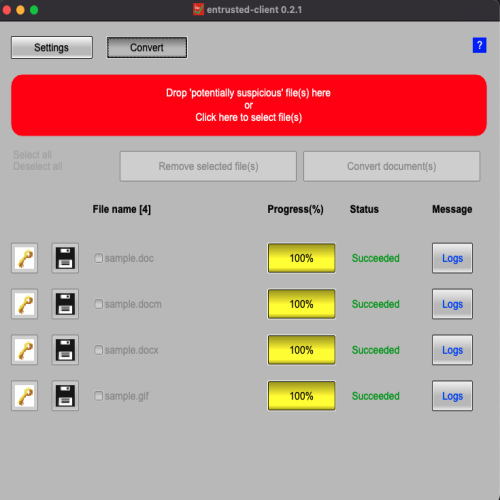 entrusted-client 0.2.1
Settings
Convert
?
Drop 'potentially suspicious' file(s) here
or
Click here to select file(s)
Select all
Deselect all
Remove selected file(s)
Convert document(s)
File name [4] Progress(%) Status Message
sample.doc 100% Succeeded Logs
sample.docm 100% Succeeded Logs
sample.docx 100% Succeeded Logs
sample.gif 100% Succeeded Logs